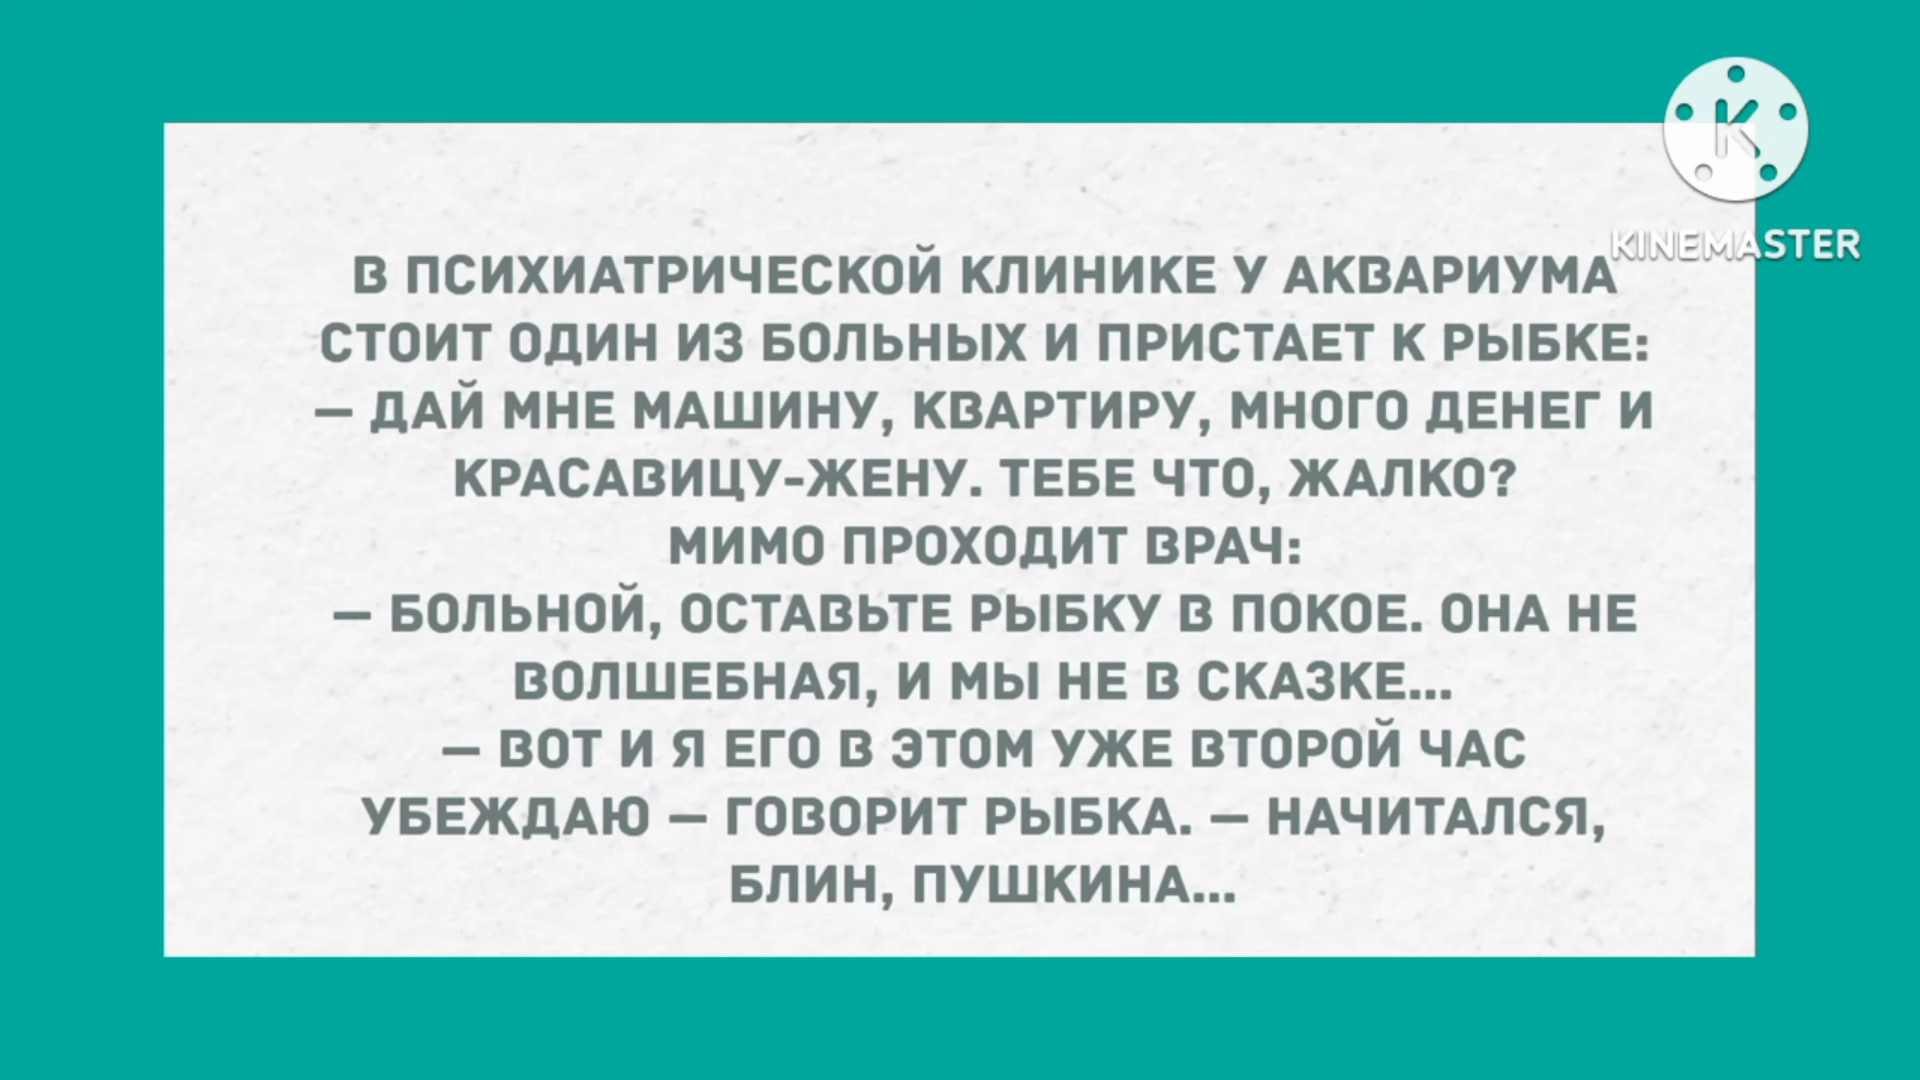 KINEMASTER
В ПСИХИАТРИЧЕСКОЙ КЛИНИКЕ У АКВАРИУМА
СТОИТ ОДИН ИЗ БОЛЬНЫХ И ПРИСТАЕТ К РЫБКЕ:
— ДАЙ МНЕ МАШИНУ, КВАРТИРУ, МНОГО ДЕНЕГ И
КРАСАВИЦУ-ЖЕНУ. ТЕБЕ ЧТО, ЖАЛКО?
МИМО ПРОХОДИТ ВРАЧ:
— БОЛЬНОЙ, ОСТАВЬТЕ РЫБКУ В ПОКОЕ. ОНА НЕ
ВОЛШЕБНАЯ, И МЫ НЕ В СКАЗКЕ...
— ВОТ И Я ЕГО В ЭТОМ УЖЕ ВТОРОЙ ЧАС
УБЕЖДАЮ — ГОВОРИТ РЫБКА. — НАЧИТАЛСЯ,
БЛИН, ПУШКИНА...